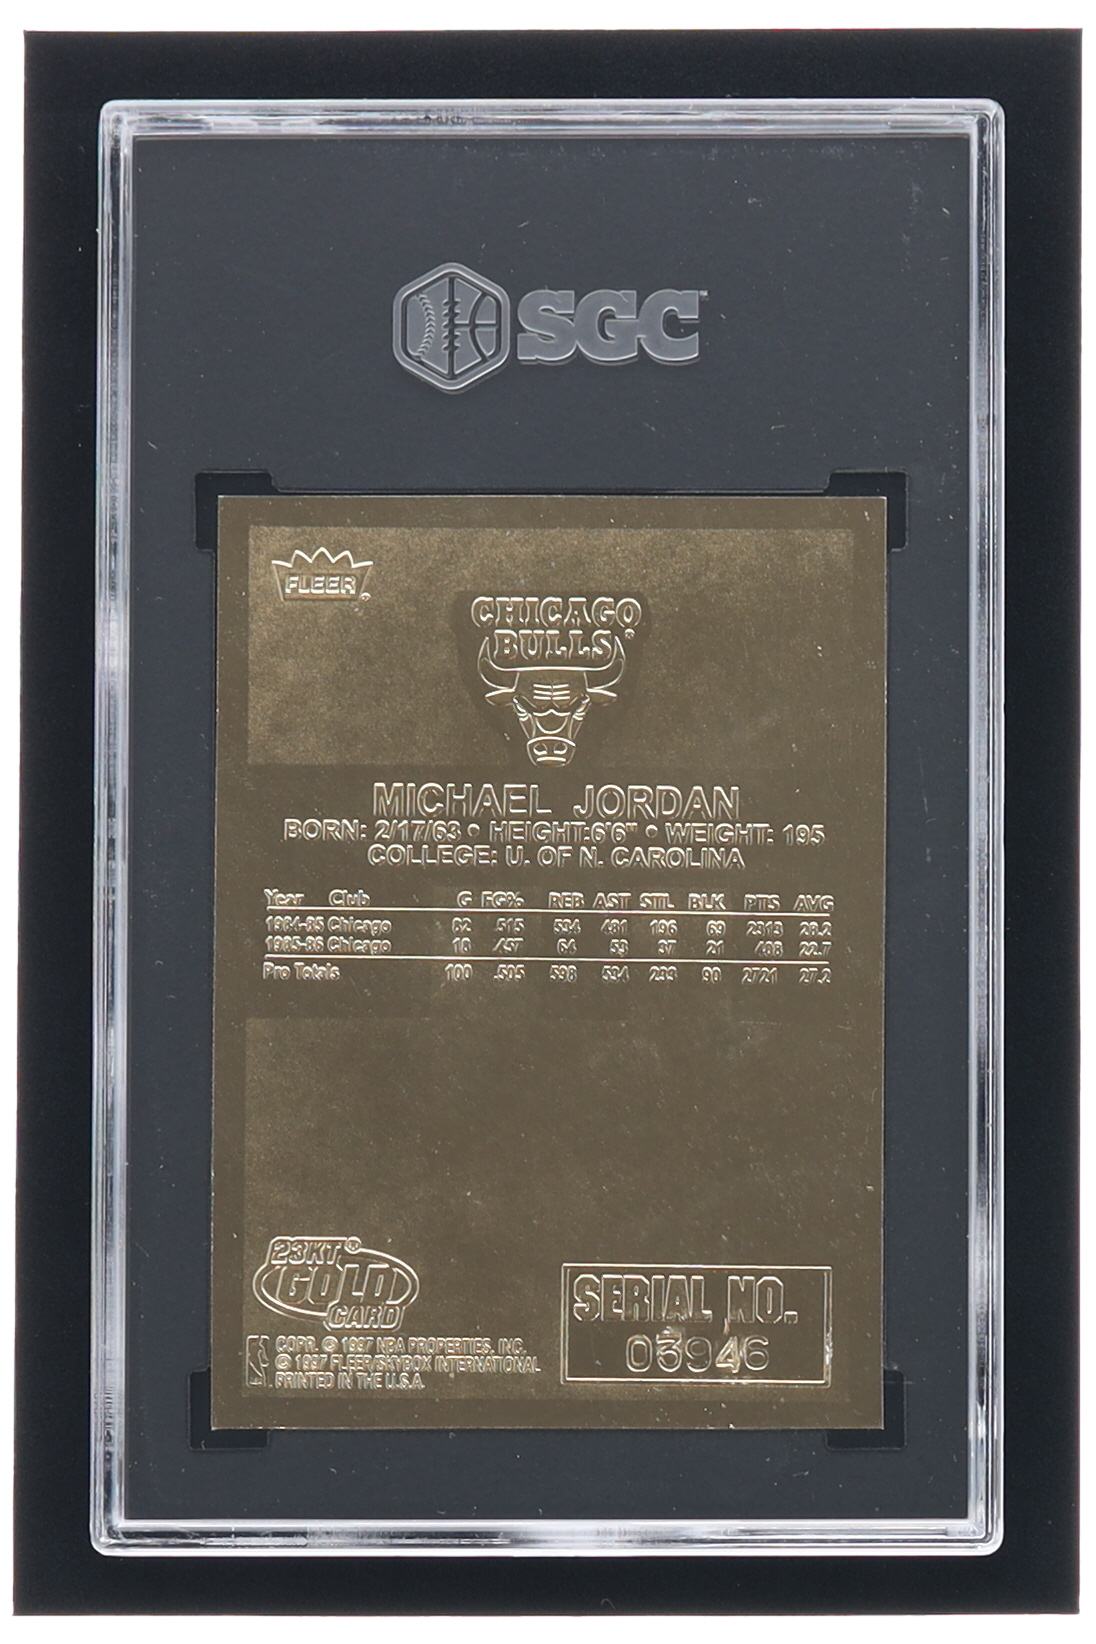 SGC
FLEER®
CHICAGO
BULLS®
MICHAEL JORDAN
BORN: 2/17/63 • HEIGHT:6'6" • WEIGHT: 195
COLLEGE: U. OF N. CAROLINA
Year Club G FG% REB AST STL BLK PTS AVG
1984-85 Chicago 82 .515 534 481 196 69 2313 28.2
1985-86 Chicago 18 .457 64 53 37 21 408 22.7
Pro Totals 100 .505 598 534 233 90 2721 27.2
23KT®
GOLD
CARD
COPR. © 1997 NBA PROPERTIES, INC.
© 1997 FLEER/SKYBOX INTERNATIONAL
PRINTED IN THE U.S.A.
SERIAL NO.
03946